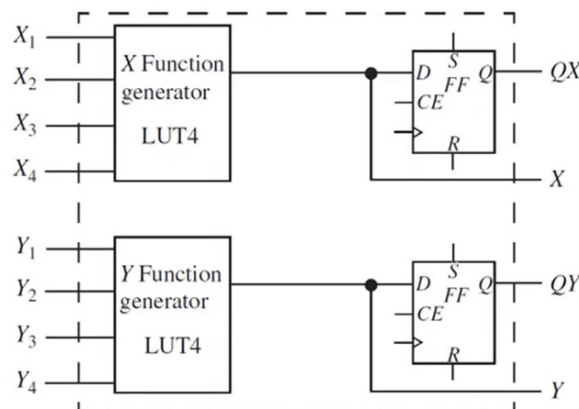 X1
X2
X3
X4
X Function
generator
LUT4
D
S
Q
FF
CE
R
QX
X
Y1
Y2
Y3
Y4
Y Function
generator
LUT4
D
S
Q
FF
CE
R
QY
Y